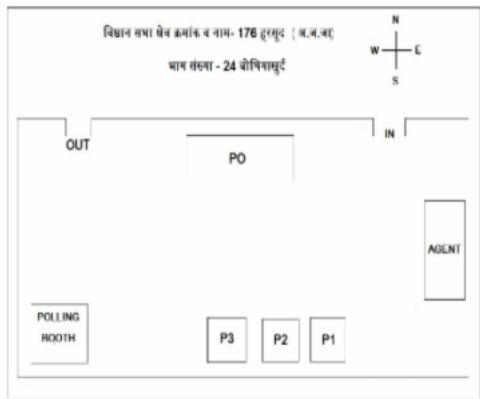 विधान सभा क्षेत्र क्रमांक व नाम- 176 हरसूद ( अ.ज.जा)
भाग संख्या - 24
N
W E
S
OUT
IN
PO
AGENT
POLLING
BOOTH
P3 P2 P1